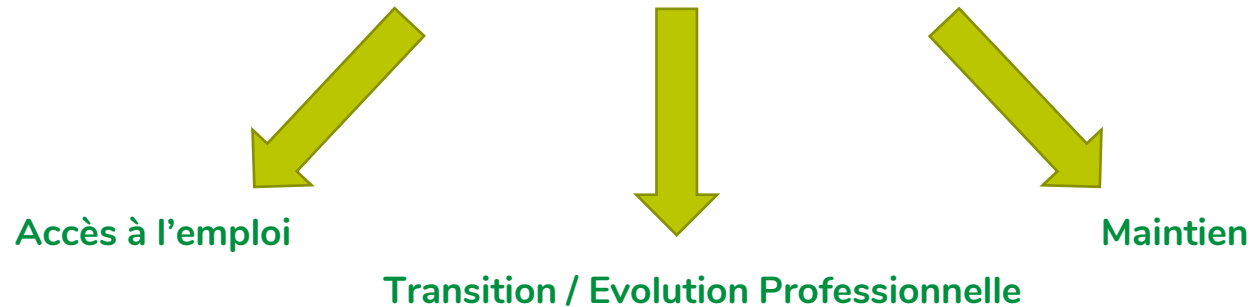 Accès à l’emploi
Maintien
Transition / Evolution Professionnelle